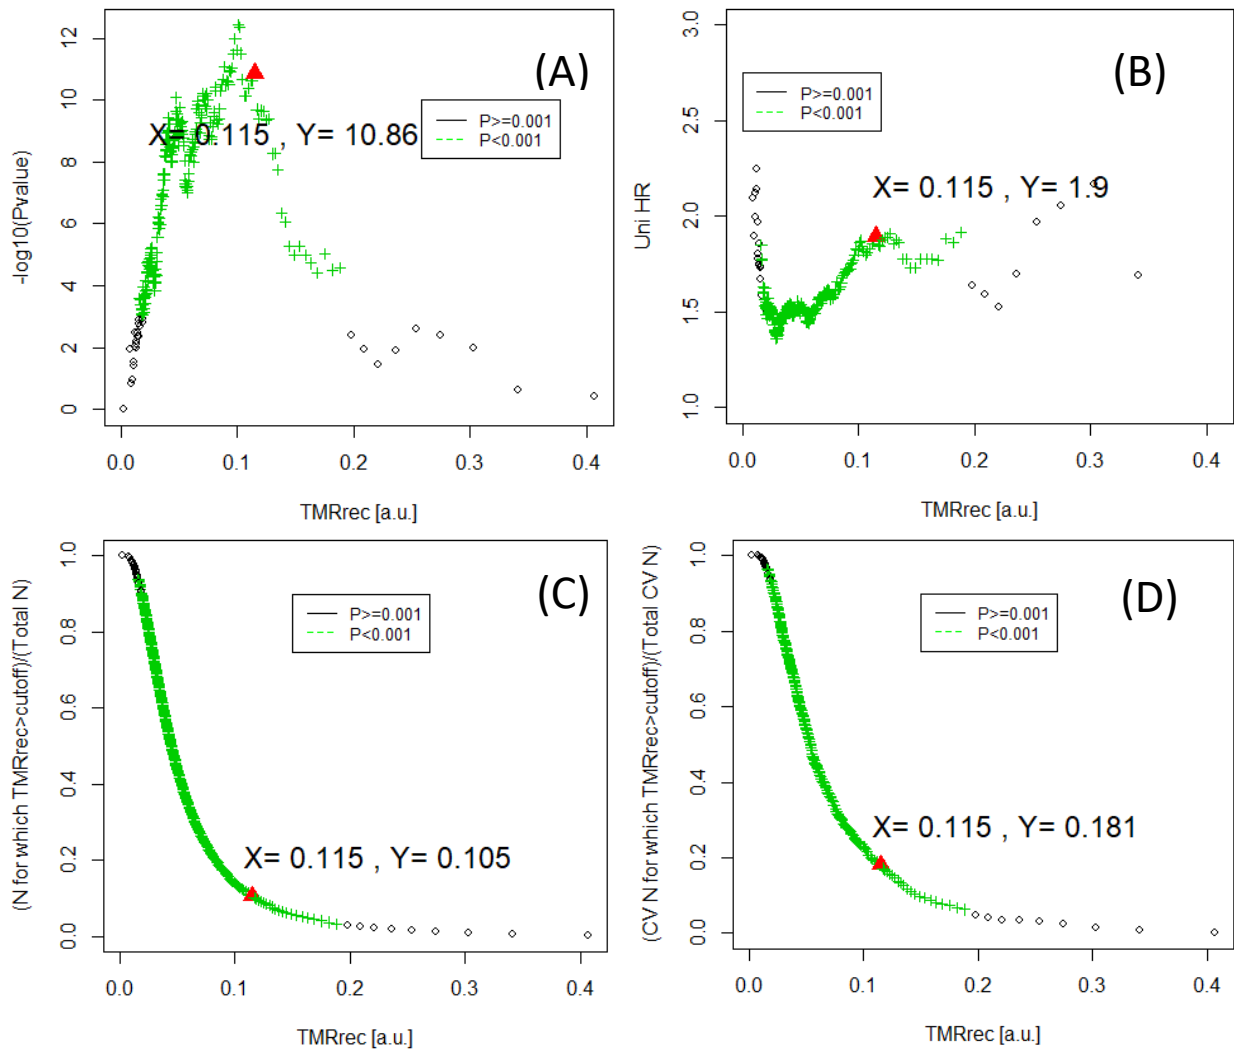 (A)
-log10(Pvalue)
12
10
8
6
4
2
0
P>=0.001
P<0.001
X= 0.115 , Y= 10.86
0.0 0.1 0.2 0.3 0.4
TMRrec [a.u.]
(B)
Uni HR
3.0
2.5
2.0
1.5
1.0
P>=0.001
P<0.001
X= 0.115 , Y= 1.9
0.0 0.1 0.2 0.3 0.4
TMRrec [a.u.]
(C)
(N for which TMRrec>cutoff)/(Total N)
1.0
0.8
0.6
0.4
0.2
0.0
P>=0.001
P<0.001
X= 0.115 , Y= 0.105
0.0 0.1 0.2 0.3 0.4
TMRrec [a.u.]
(D)
(CV N for which TMRrec>cutoff)/(Total CV N)
1.0
0.8
0.6
0.4
0.2
0.0
P>=0.001
P<0.001
X= 0.115 , Y= 0.181
0.0 0.1 0.2 0.3 0.4
TMRrec [a.u.]